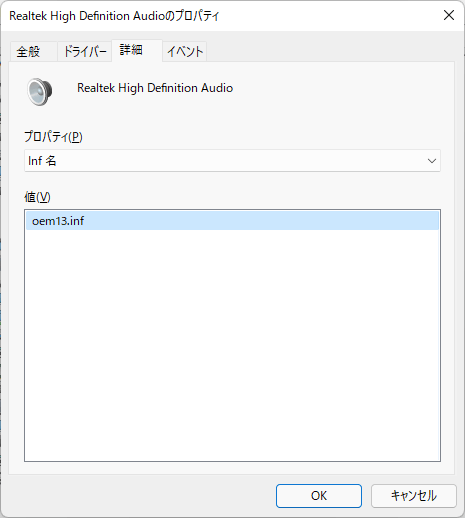 Realtek High Definition Audioのプロパティ
全般 ドライバー 詳細 イベント
Realtek High Definition Audio
プロパティ(P)
Inf 名
値(V)
oem13.inf
OK キャンセル